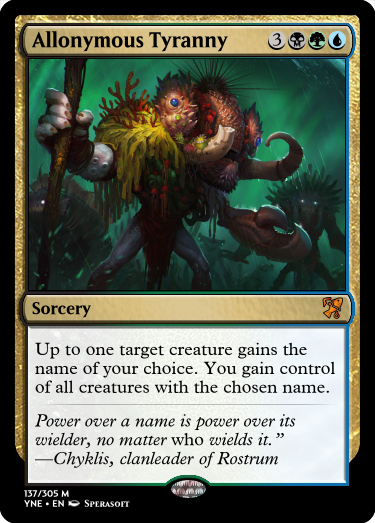 Allonymous Tyranny 3
Sorcery
Up to one target creature gains the
name of your choice. You gain control
of all creatures with the chosen name.
Power over a name is power over its
wielder, no matter who wields it.”
—Chyklis, clanleader of Rostrum
137/305 M
YNE • EN Sperasoft